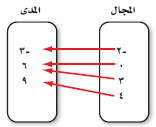 المجال المدى
-٢ -٣
٠ ٦
٣ ٩
٤